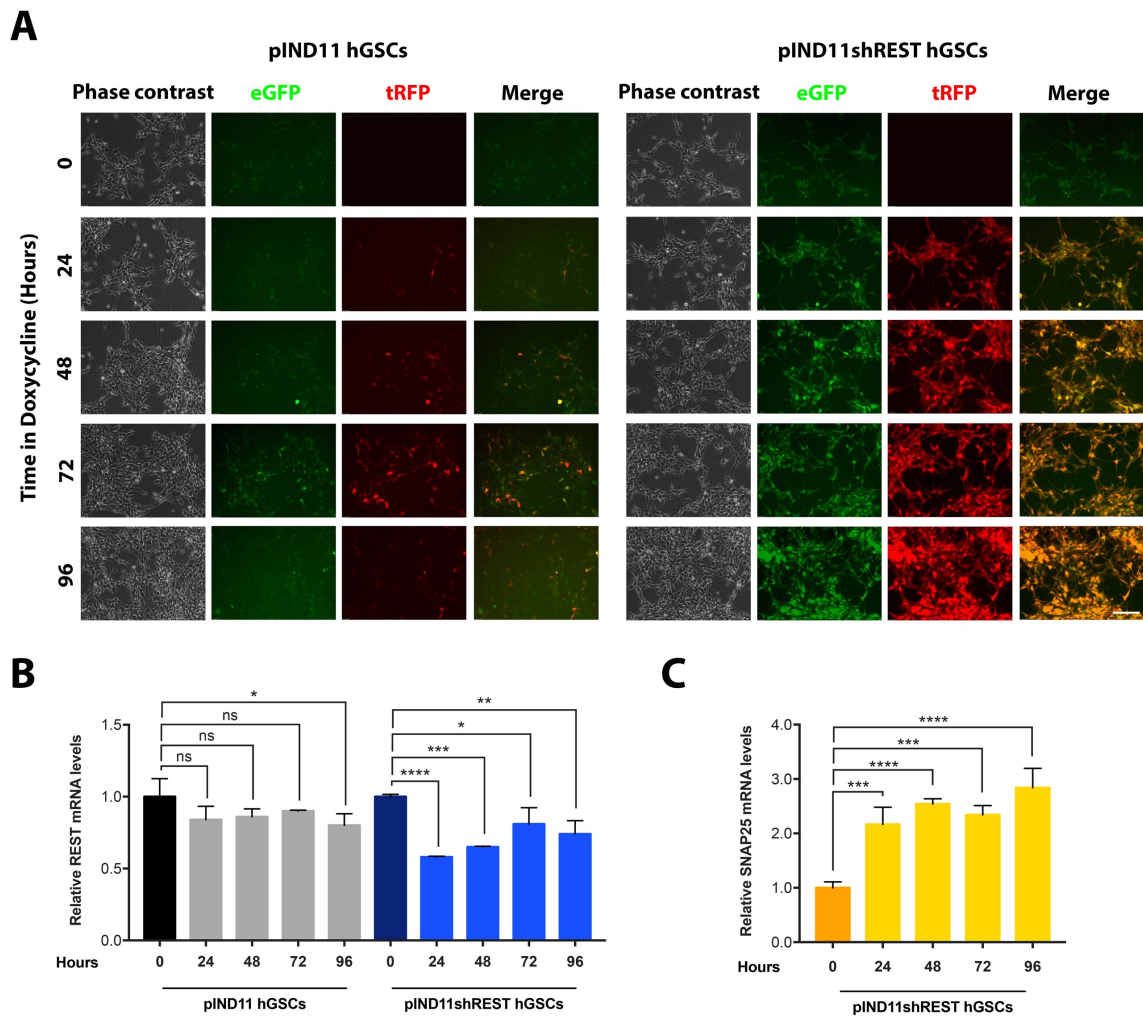 A
pIND11 hGSCs
pIND11shREST hGSCs
Phase contrast eGFP tRFP Merge
Phase contrast eGFP tRFP Merge
Time in Doxycycline (Hours)
0
24
48
72
96
B
Relative REST mRNA levels
1.5
1.0
0.5
0.0
*
ns
ns
ns
**
*
***
****
Hours 0 24 48 72 96 0 24 48 72 96
pIND11 hGSCs
pIND11shREST hGSCs
C
Relative SNAP25 mRNA levels
4.0
3.0
2.0
1.0
0.0
****
***
****
***
Hours 0 24 48 72 96
pIND11shREST hGSCs